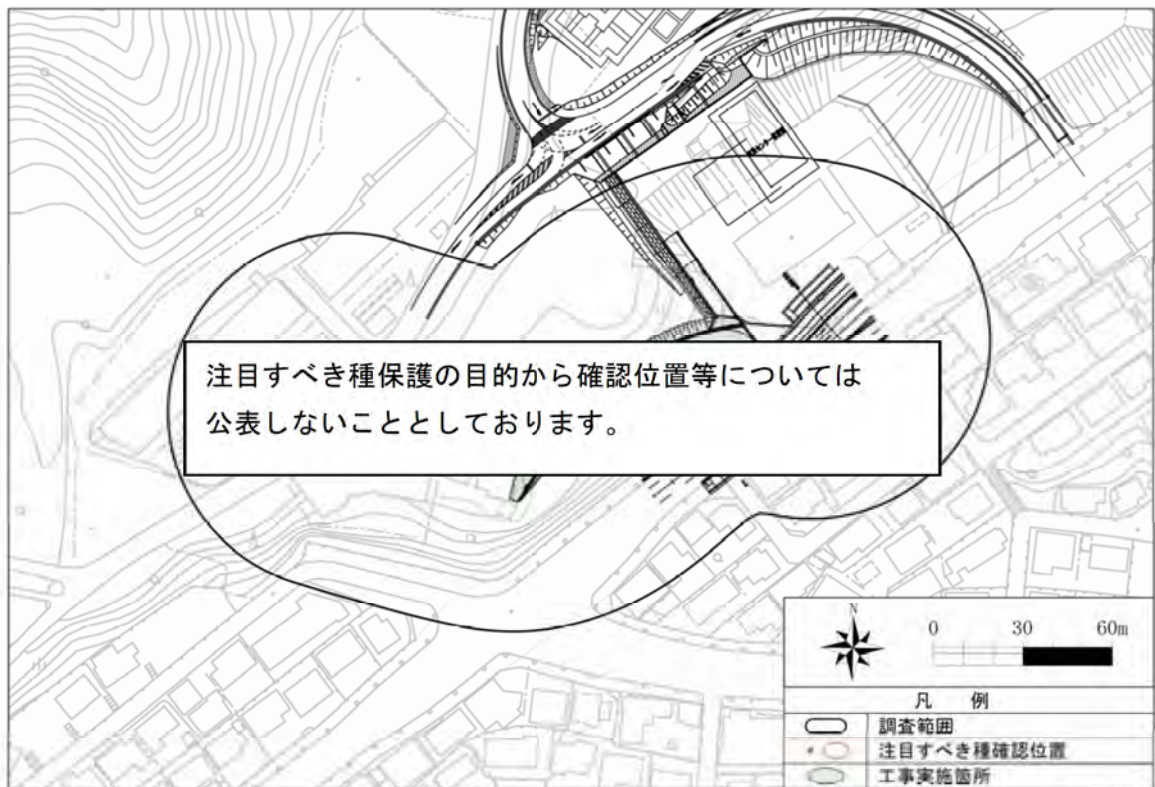 注目すべき種保護の目的から確認位置等については
公表しないこととしております。
N
0 30 60m
凡 例
調査範囲
注目すべき種確認位置
工事実施箇所